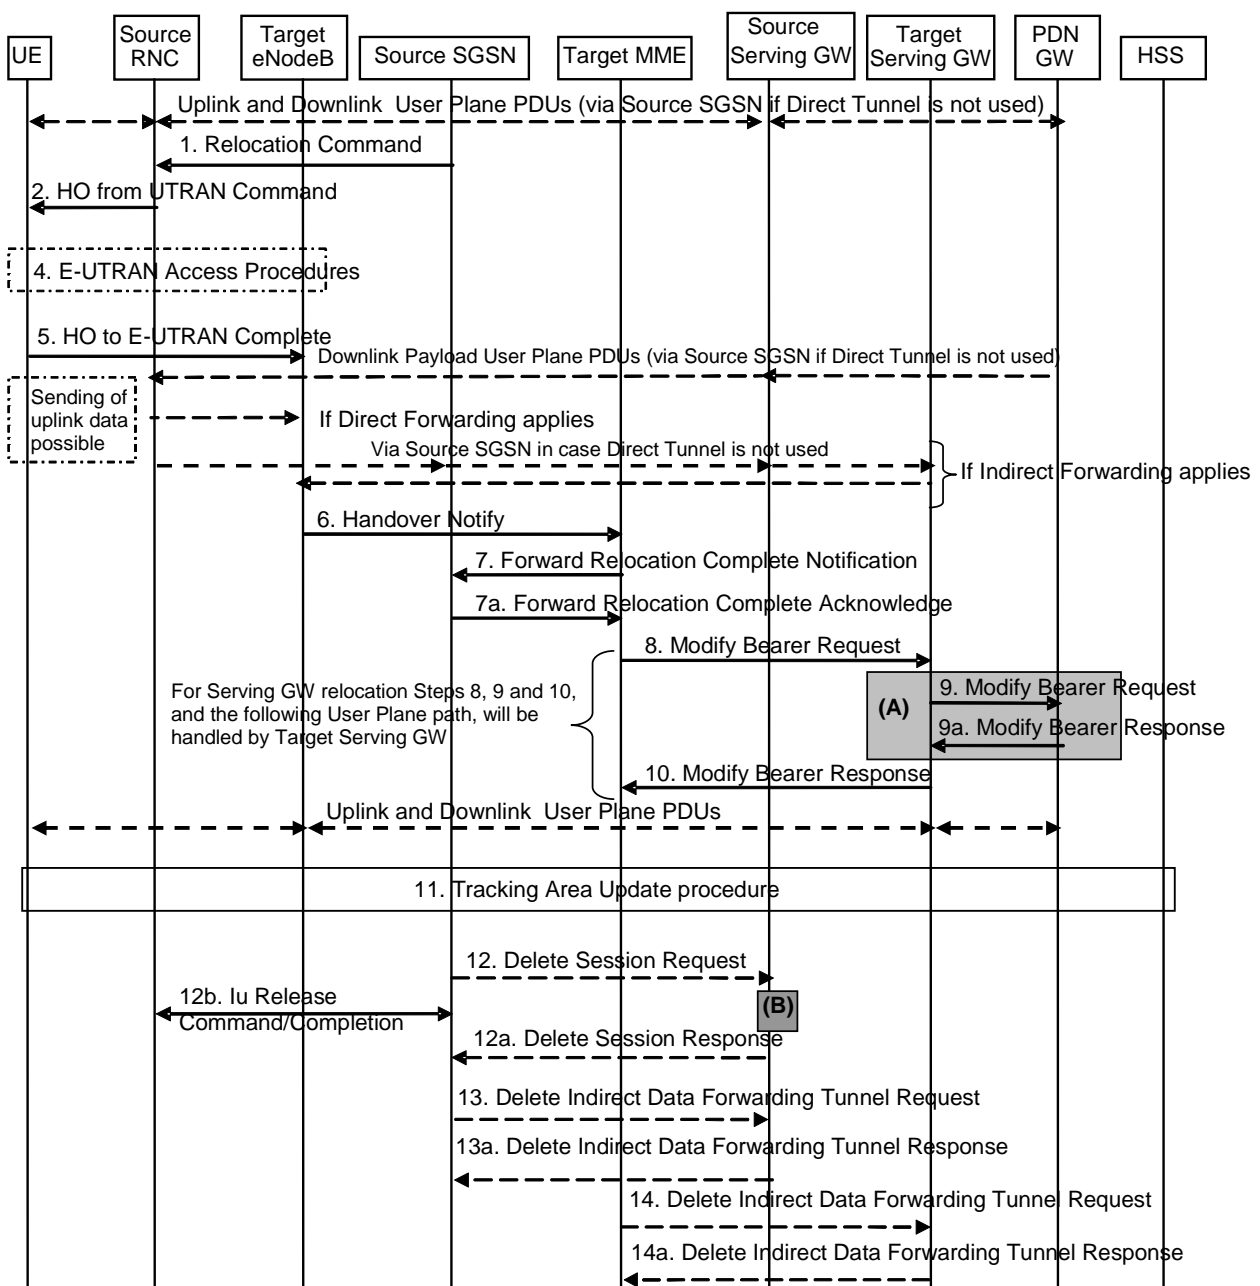 UE
Source
RNC
Target
eNodeB
Source SGSN
Target MME
Source
Serving GW
Target
Serving GW
PDN
GW
HSS
Uplink and Downlink User Plane PDUs (via Source SGSN if Direct Tunnel is not used)
1. Relocation Command
2. HO from UTRAN Command
4. E-UTRAN Access Procedures
5. HO to E-UTRAN Complete
Downlink Payload User Plane PDUs (via Source SGSN if Direct Tunnel is not used)
Sending of
uplink data
possible
If Direct Forwarding applies
Via Source SGSN in case Direct Tunnel is not used
If Indirect Forwarding applies
6. Handover Notify
7. Forward Relocation Complete Notification
7a. Forward Relocation Complete Acknowledge
8. Modify Bearer Request
For Serving GW relocation Steps 8, 9 and 10,
and the following User Plane path, will be
handled by Target Serving GW
(A)
9. Modify Bearer Request
9a. Modify Bearer Response
10. Modify Bearer Response
Uplink and Downlink User Plane PDUs
11. Tracking Area Update procedure
12. Delete Session Request
12b. Iu Release
Command/Completion
(B)
12a. Delete Session Response
13. Delete Indirect Data Forwarding Tunnel Request
13a. Delete Indirect Data Forwarding Tunnel Response
14. Delete Indirect Data Forwarding Tunnel Request
14a. Delete Indirect Data Forwarding Tunnel Response